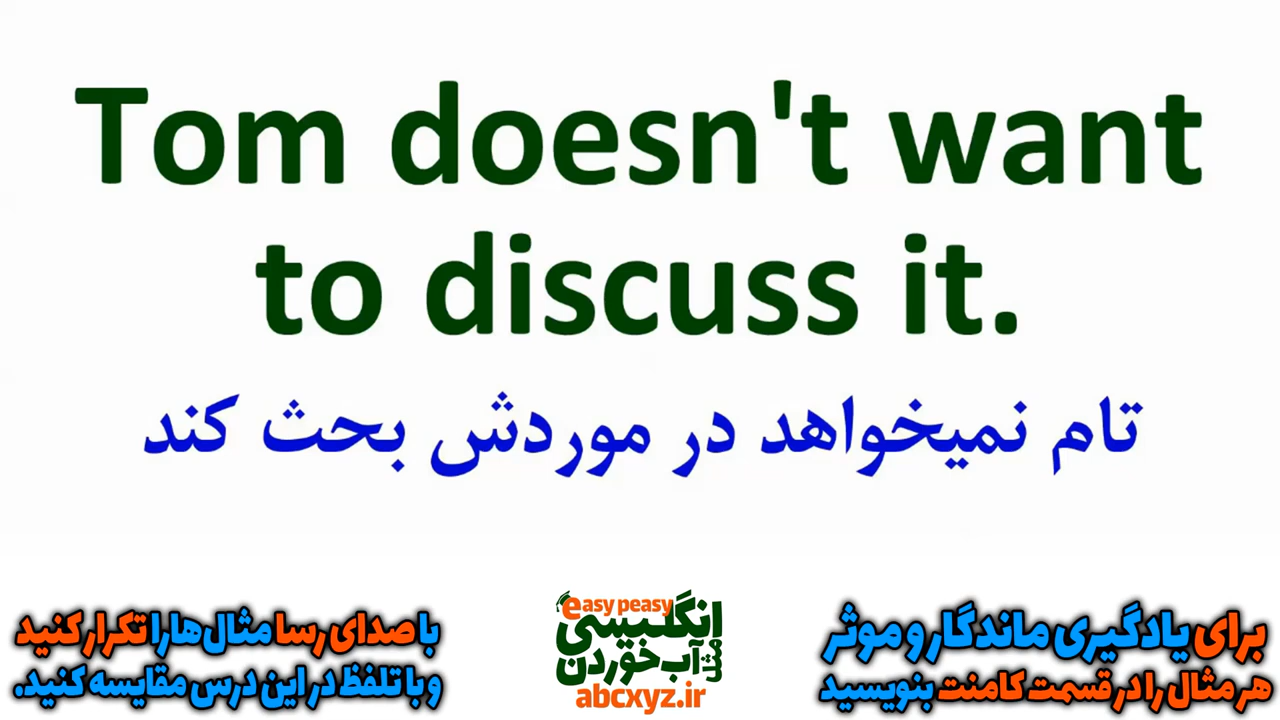 Tom doesn't want
to discuss it.
تام نمیخواهد در موردش بحث کند
برای یادگیری ماندگار و موثر
هر مثال را در قسمت کامنت بنویسید
easy peasy
انگلیسی
مثل آب خوردن
abcxyz.ir
با صدای رسا مثال‌ها را تکرار کنید
و با تلفظ در این درس مقایسه کنید.